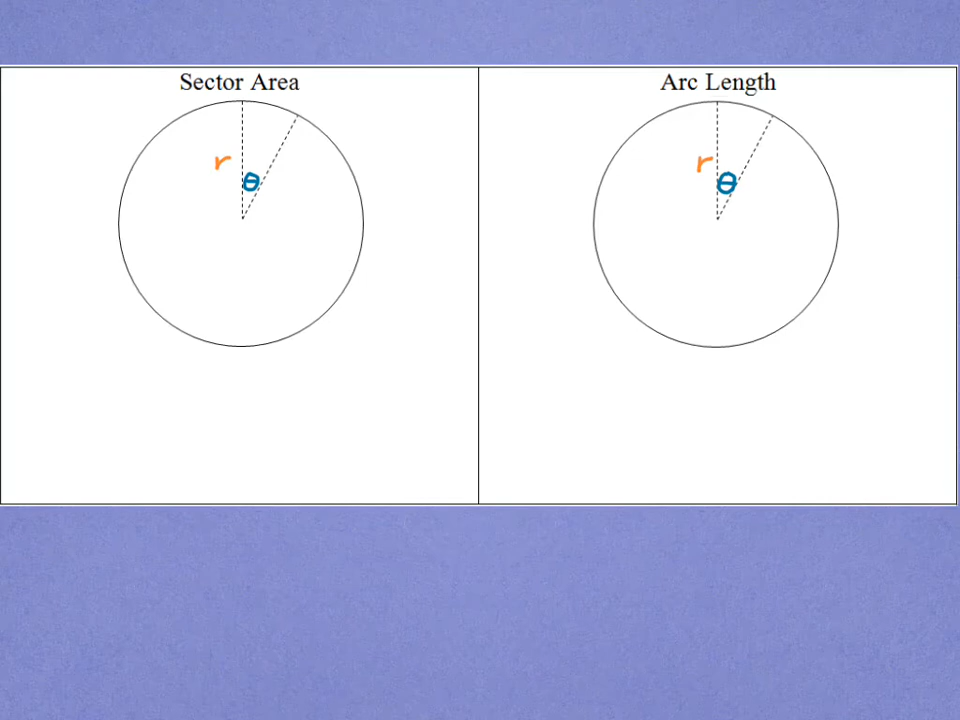 Sector Area
r
θ
Arc Length
r
θ